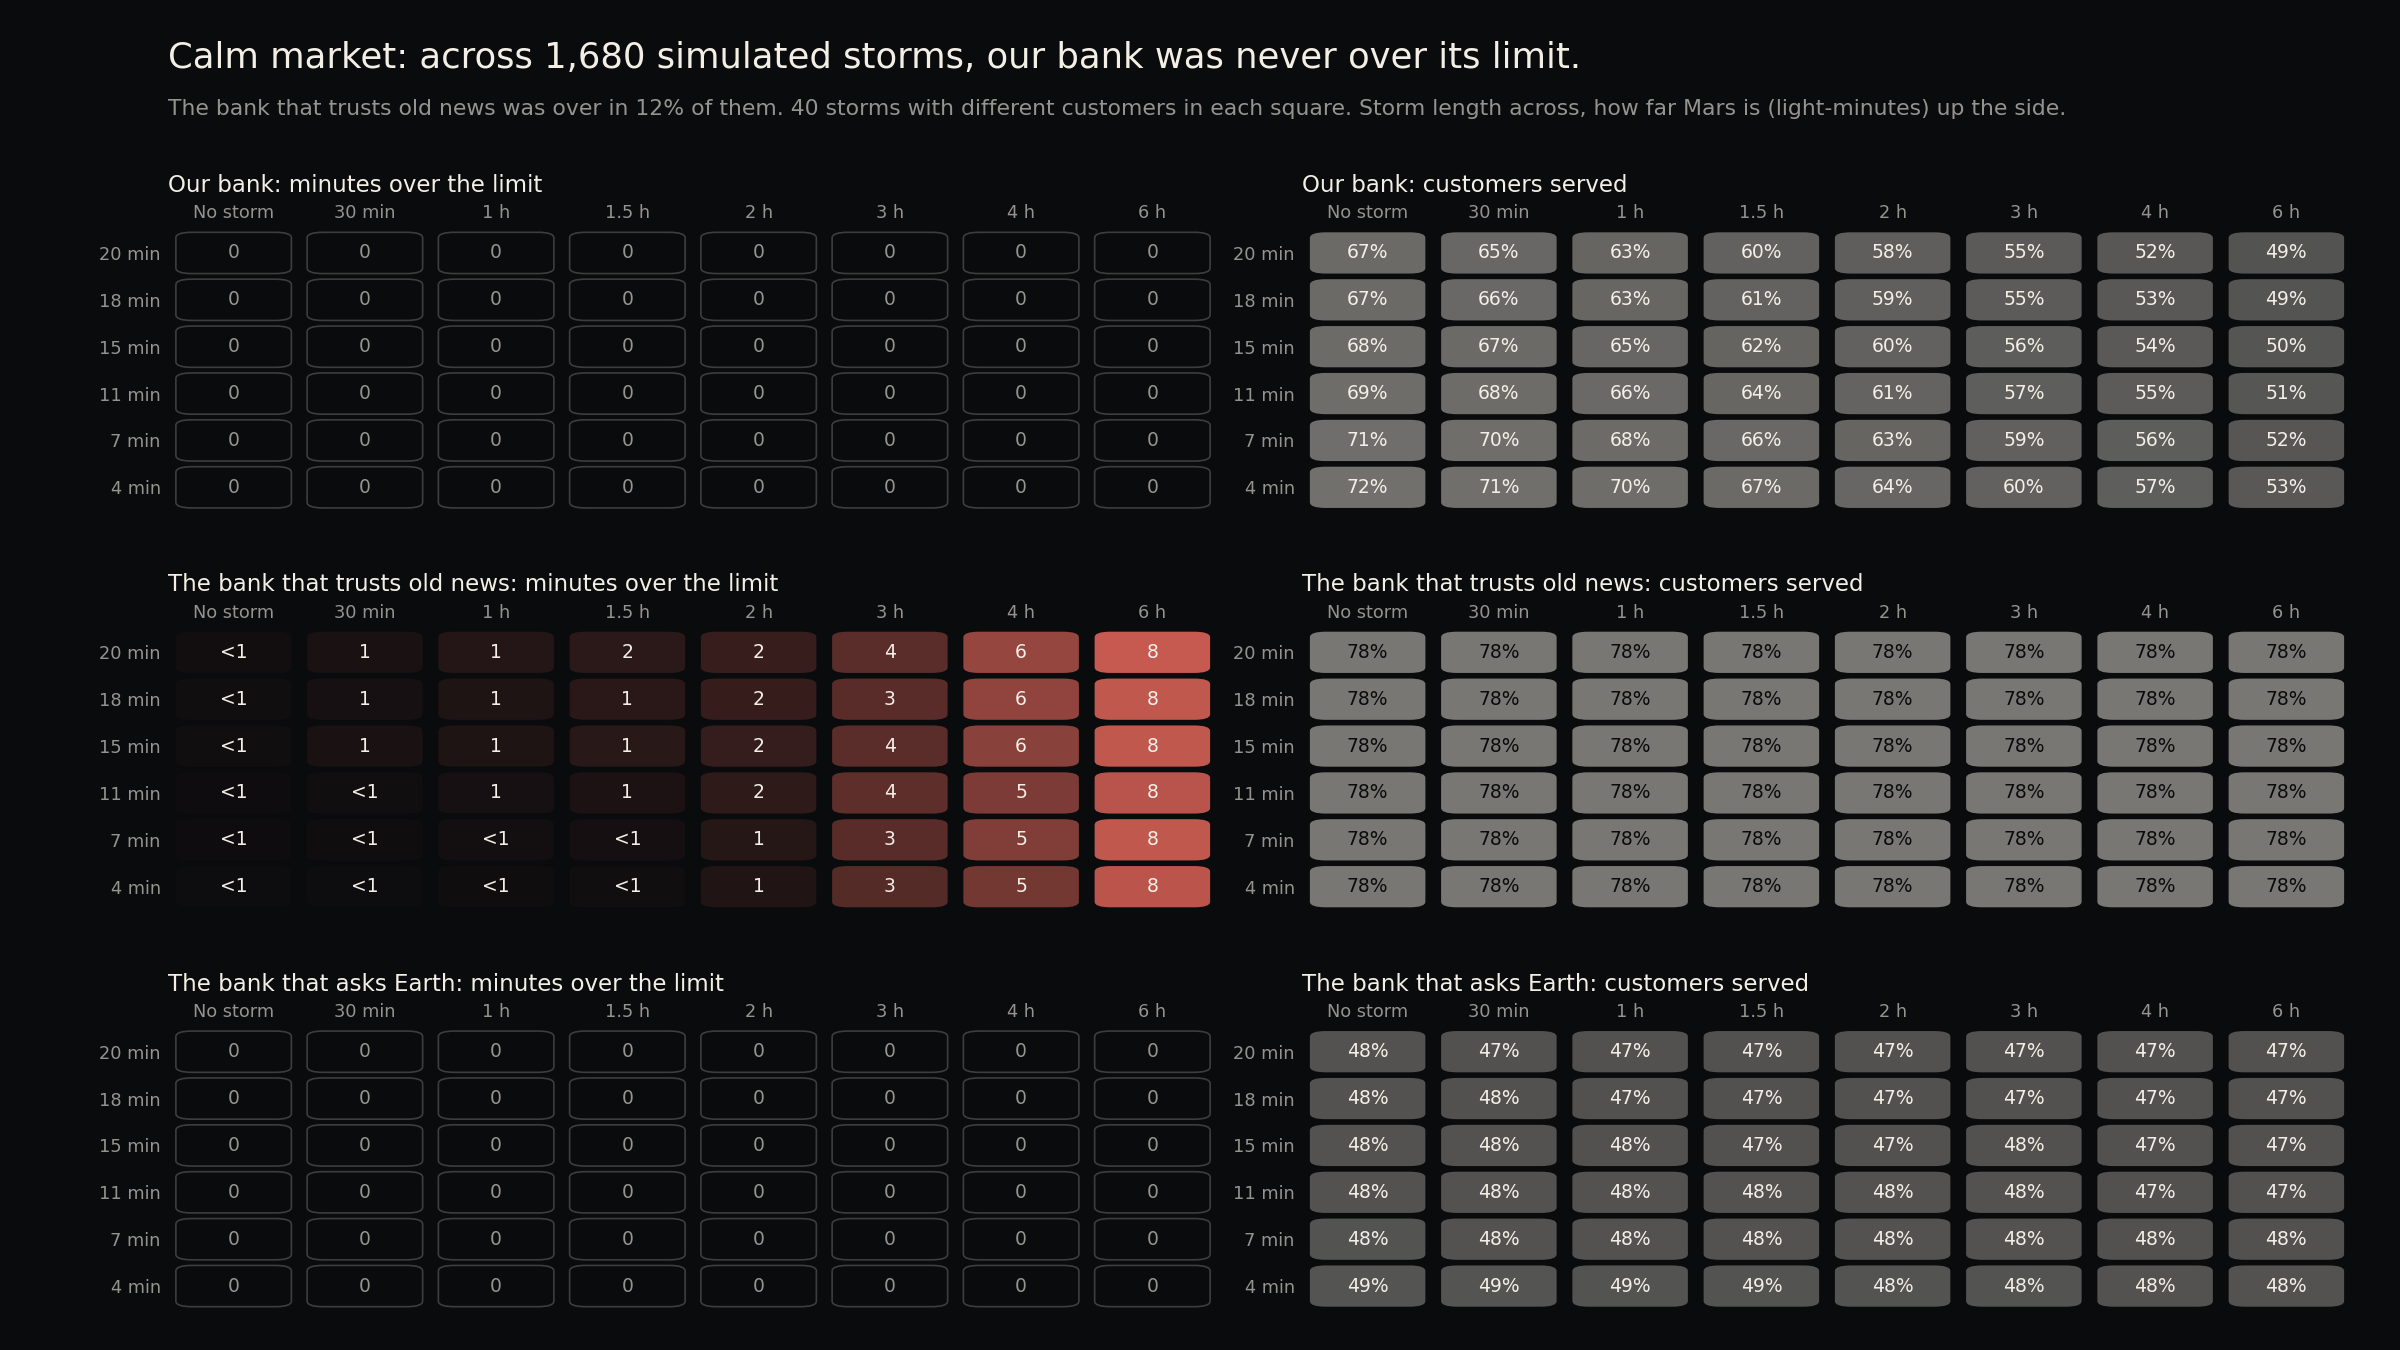 Calm market: across 1,680 simulated storms, our bank was never over its limit.
The bank that trusts old news was over in 12% of them. 40 storms with different customers in each square. Storm length across, how far Mars is (light-minutes) up the side.
Our bank: minutes over the limit
No storm 30 min 1 h 1.5 h 2 h 3 h 4 h 6 h
20 min 0 0 0 0 0 0 0 0
18 min 0 0 0 0 0 0 0 0
15 min 0 0 0 0 0 0 0 0
11 min 0 0 0 0 0 0 0 0
7 min 0 0 0 0 0 0 0 0
4 min 0 0 0 0 0 0 0 0
Our bank: customers served
No storm 30 min 1 h 1.5 h 2 h 3 h 4 h 6 h
20 min 67% 65% 63% 60% 58% 55% 52% 49%
18 min 67% 66% 63% 61% 59% 55% 53% 49%
15 min 68% 67% 65% 62% 60% 56% 54% 50%
11 min 69% 68% 66% 64% 61% 57% 55% 51%
7 min 71% 70% 68% 66% 63% 59% 56% 52%
4 min 72% 71% 70% 67% 64% 60% 57% 53%
The bank that trusts old news: minutes over the limit
No storm 30 min 1 h 1.5 h 2 h 3 h 4 h 6 h
20 min <1 1 1 2 2 4 6 8
18 min <1 1 1 1 2 3 6 8
15 min <1 1 1 1 2 4 6 8
11 min <1 <1 1 1 2 4 5 8
7 min <1 <1 <1 <1 1 3 5 8
4 min <1 <1 <1 <1 1 3 5 8
The bank that trusts old news: customers served
No storm 30 min 1 h 1.5 h 2 h 3 h 4 h 6 h
20 min 78% 78% 78% 78% 78% 78% 78% 78%
18 min 78% 78% 78% 78% 78% 78% 78% 78%
15 min 78% 78% 78% 78% 78% 78% 78% 78%
11 min 78% 78% 78% 78% 78% 78% 78% 78%
7 min 78% 78% 78% 78% 78% 78% 78% 78%
4 min 78% 78% 78% 78% 78% 78% 78% 78%
The bank that asks Earth: minutes over the limit
No storm 30 min 1 h 1.5 h 2 h 3 h 4 h 6 h
20 min 0 0 0 0 0 0 0 0
18 min 0 0 0 0 0 0 0 0
15 min 0 0 0 0 0 0 0 0
11 min 0 0 0 0 0 0 0 0
7 min 0 0 0 0 0 0 0 0
4 min 0 0 0 0 0 0 0 0
The bank that asks Earth: customers served
No storm 30 min 1 h 1.5 h 2 h 3 h 4 h 6 h
20 min 48% 47% 47% 47% 47% 47% 47% 47%
18 min 48% 48% 47% 47% 47% 47% 47% 47%
15 min 48% 48% 48% 47% 47% 48% 47% 47%
11 min 48% 48% 48% 48% 48% 48% 47% 47%
7 min 48% 48% 48% 48% 48% 48% 48% 48%
4 min 49% 49% 49% 49% 48% 48% 48% 48%